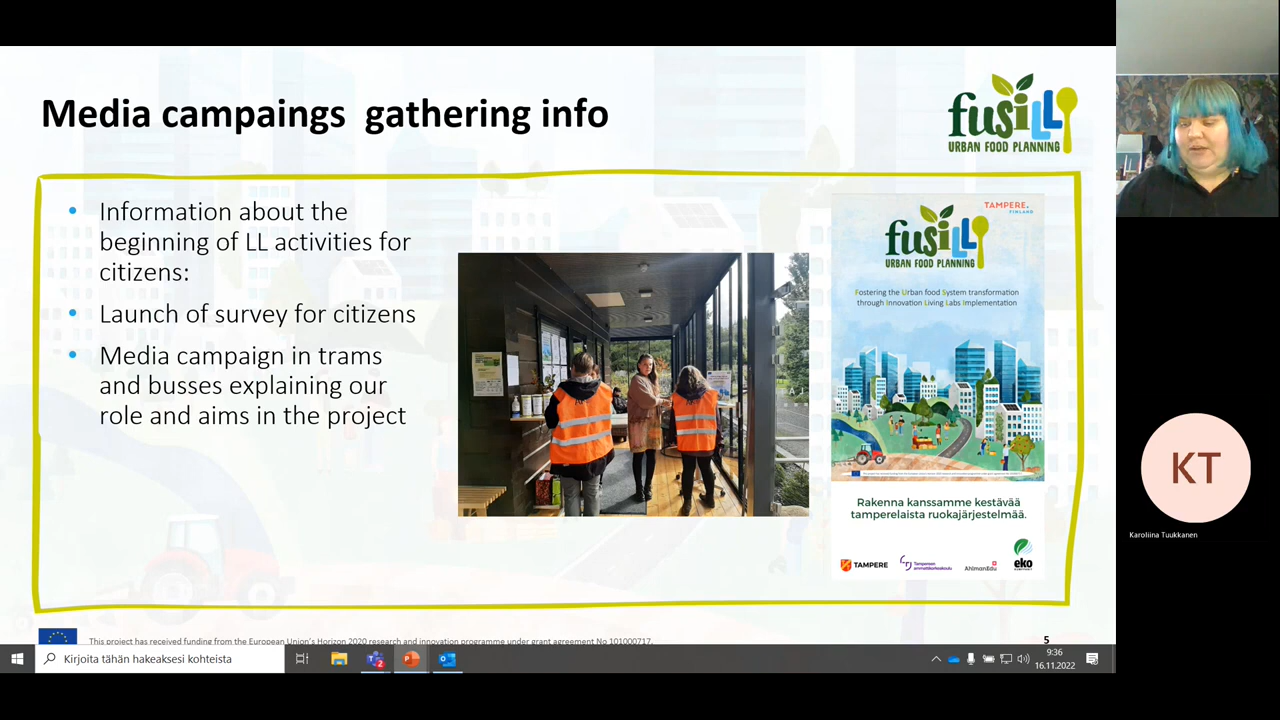 Media campaings gathering info
fusilli
URBAN FOOD PLANNING
• Information about the
beginning of LL activities for
citizens:
• Launch of survey for citizens
• Media campaign in trams
and busses explaining our
role and aims in the project
TAMPERE.
FINLAND
fusilli
URBAN FOOD PLANNING
Fostering the Urban food System transformation
through Innovation Living Labs Implementation
Rakenna kanssamme kestävää
tamperelaista ruokajärjestelmää.
TAMPERE
Tampereen
ammattikorkeakoulu
AhlmanEdu
eko
This project has received funding from the European Union's Horizon 2020 research and innovation programme under grant agreement No 101000717.
5
KT
Karoliina Tuukkanen
Kirjoita tähän hakeaksesi kohteista
2
9:36
16.11.2022